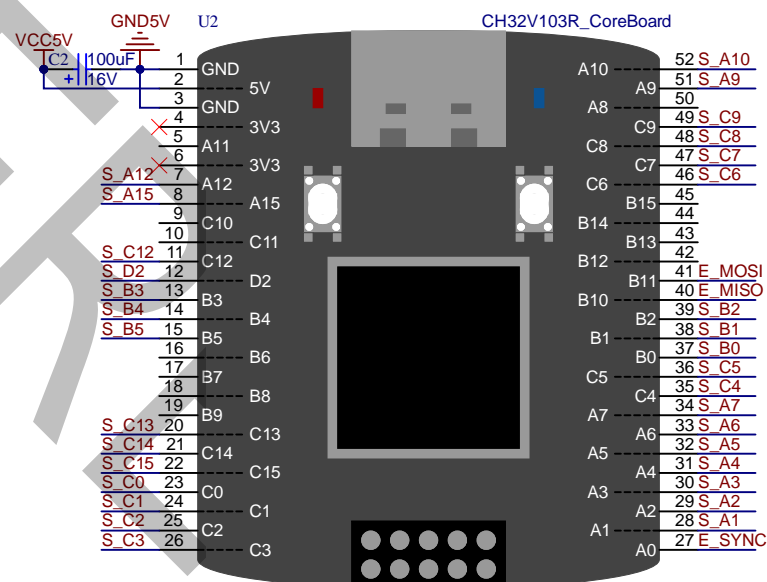 GND5V
U2
CH32V103R_CoreBoard
VCC5V
C2
100uF
+
16V
1 GND
2 5V
3 GND
4 3V3
5 A11
6 3V3
S_A12 7 A12
S_A15 8 A15
9 C10
10 C11
S_C12 11 C12
S_D2 12 D2
S_B3 13 B3
S_B4 14 B4
S_B5 15 B5
16 B6
17 B7
18 B8
19 B9
S_C13 20 C13
S_C14 21 C14
S_C15 22 C15
S_C0 23 C0
S_C1 24 C1
S_C2 25 C2
S_C3 26 C3
A10 52 S_A10
A9 51 S_A9
A8 50
C9 49 S_C9
C8 48 S_C8
C7 47 S_C7
C6 46 S_C6
B15 45
B14 44
B13 43
B12 42
B11 41 E_MOSI
B10 40 E_MISO
B2 39 S_B2
B1 38 S_B1
B0 37 S_B0
C5 36 S_C5
C4 35 S_C4
A7 34 S_A7
A6 33 S_A6
A5 32 S_A5
A4 31 S_A4
A3 30 S_A3
A2 29 S_A2
A1 28 S_A1
A0 27 E_SYNC